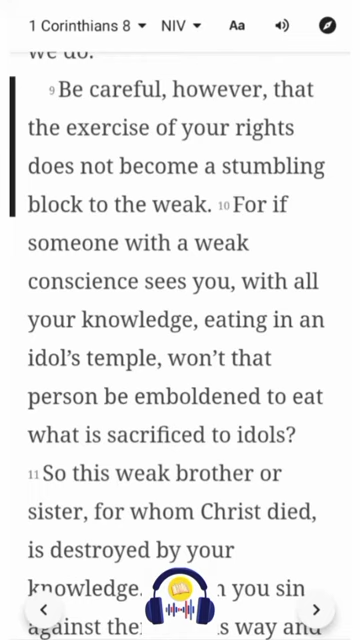 1 Corinthians 8 NIV Aa
we do.
9 Be careful, however, that
the exercise of your rights
does not become a stumbling
block to the weak. 10 For if
someone with a weak
conscience sees you, with all
your knowledge, eating in an
idol’s temple, won’t that
person be emboldened to eat
what is sacrificed to idols?
11 So this weak brother or
sister, for whom Christ died,
is destroyed by your
knowledge. you sin
against way and